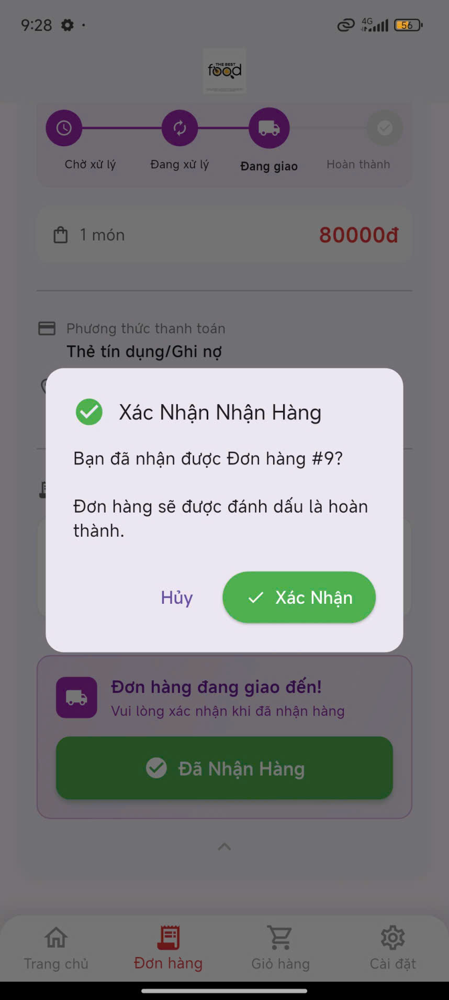 9:28
4G
56
THE BEST
food
Chờ xử lý
Đang xử lý
Đang giao
Hoàn thành
1 món
80000đ
Phương thức thanh toán
Thẻ tín dụng/Ghi nợ
Xác Nhận Nhận Hàng
Bạn đã nhận được Đơn hàng #9?
Đơn hàng sẽ được đánh dấu là hoàn
thành.
Hủy
Xác Nhận
Đơn hàng đang giao đến!
Vui lòng xác nhận khi đã nhận hàng
Đã Nhận Hàng
Trang chủ
Đơn hàng
Giỏ hàng
Cài đặt